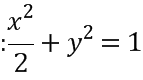 :x²/2 + y² = 1